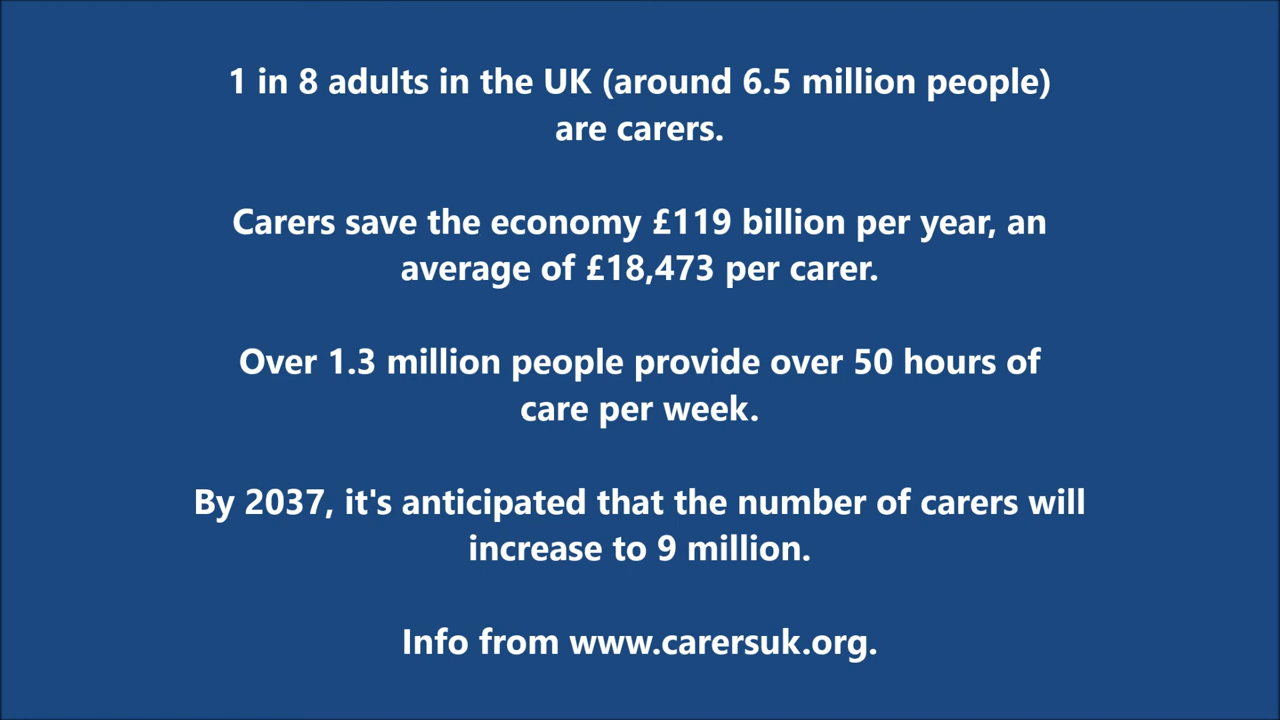 1 in 8 adults in the UK (around 6.5 million people)
are carers.
Carers save the economy £119 billion per year, an
average of £18,473 per carer.
Over 1.3 million people provide over 50 hours of
care per week.
By 2037, it's anticipated that the number of carers will
increase to 9 million.
Info from www.carersuk.org.